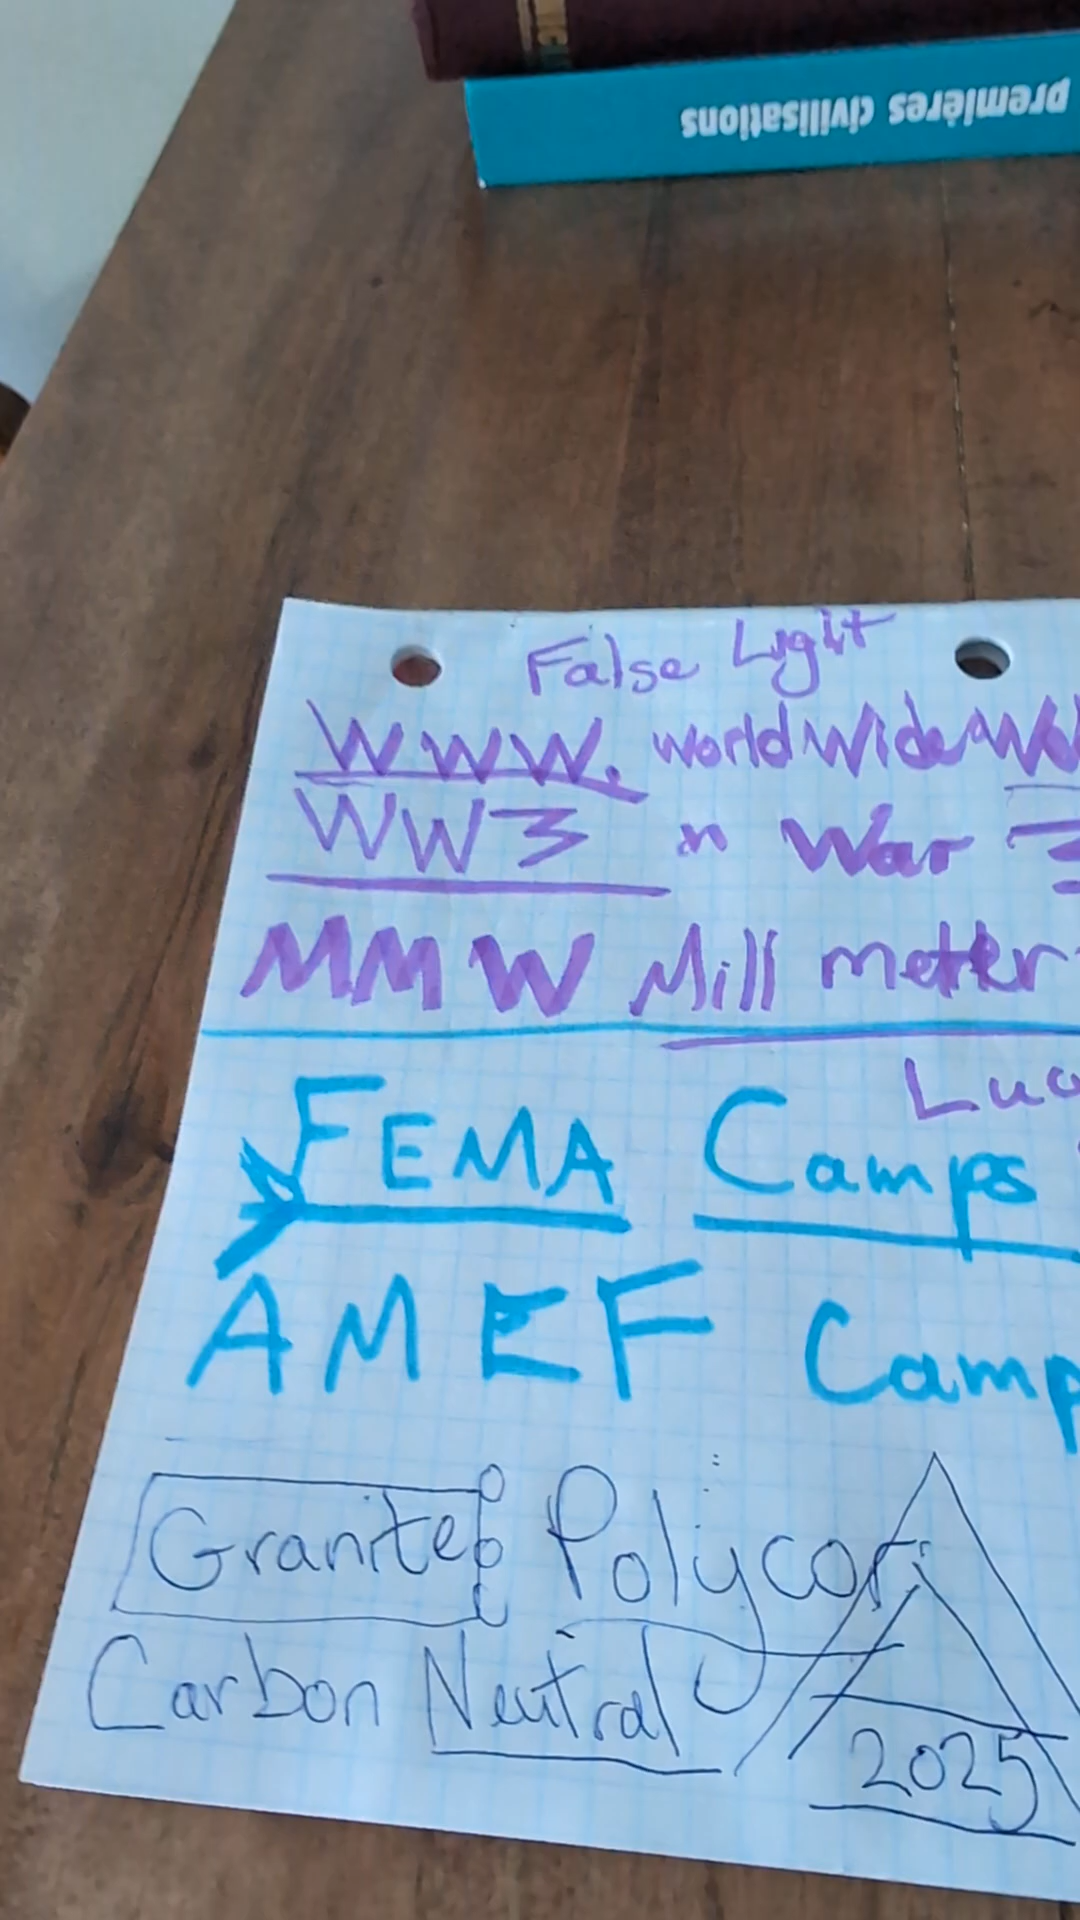 premières civilisations
False Light
WWW. World Wide
WW3 War 3
MMW Mill meter
FEMA Camps
AMEF Camp
Granite Polycor
Carbon Neutral
2025